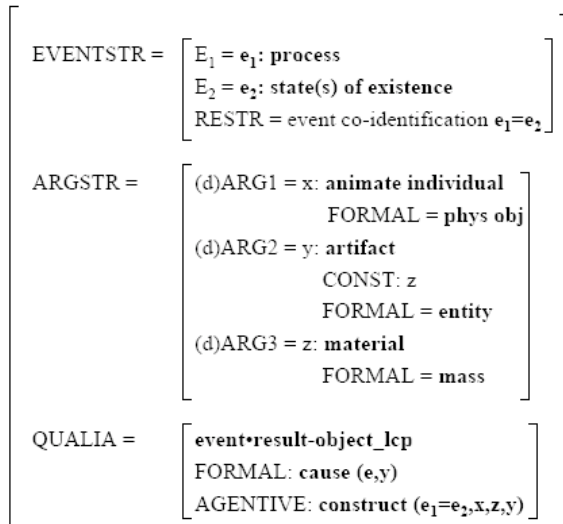 EVENTSTR = E₁ = e₁: process
E₂ = e₂: state(s) of existence
RESTR = event co-identification e₁=e₂
ARGSTR = (d)ARG1 = x: animate individual
FORMAL = phys obj
(d)ARG2 = y: artifact
CONST: z
FORMAL = entity
(d)ARG3 = z: material
FORMAL = mass
QUALIA = event•result-object_lcp
FORMAL: cause (e,y)
AGENTIVE: construct (e₁=e₂,x,z,y)